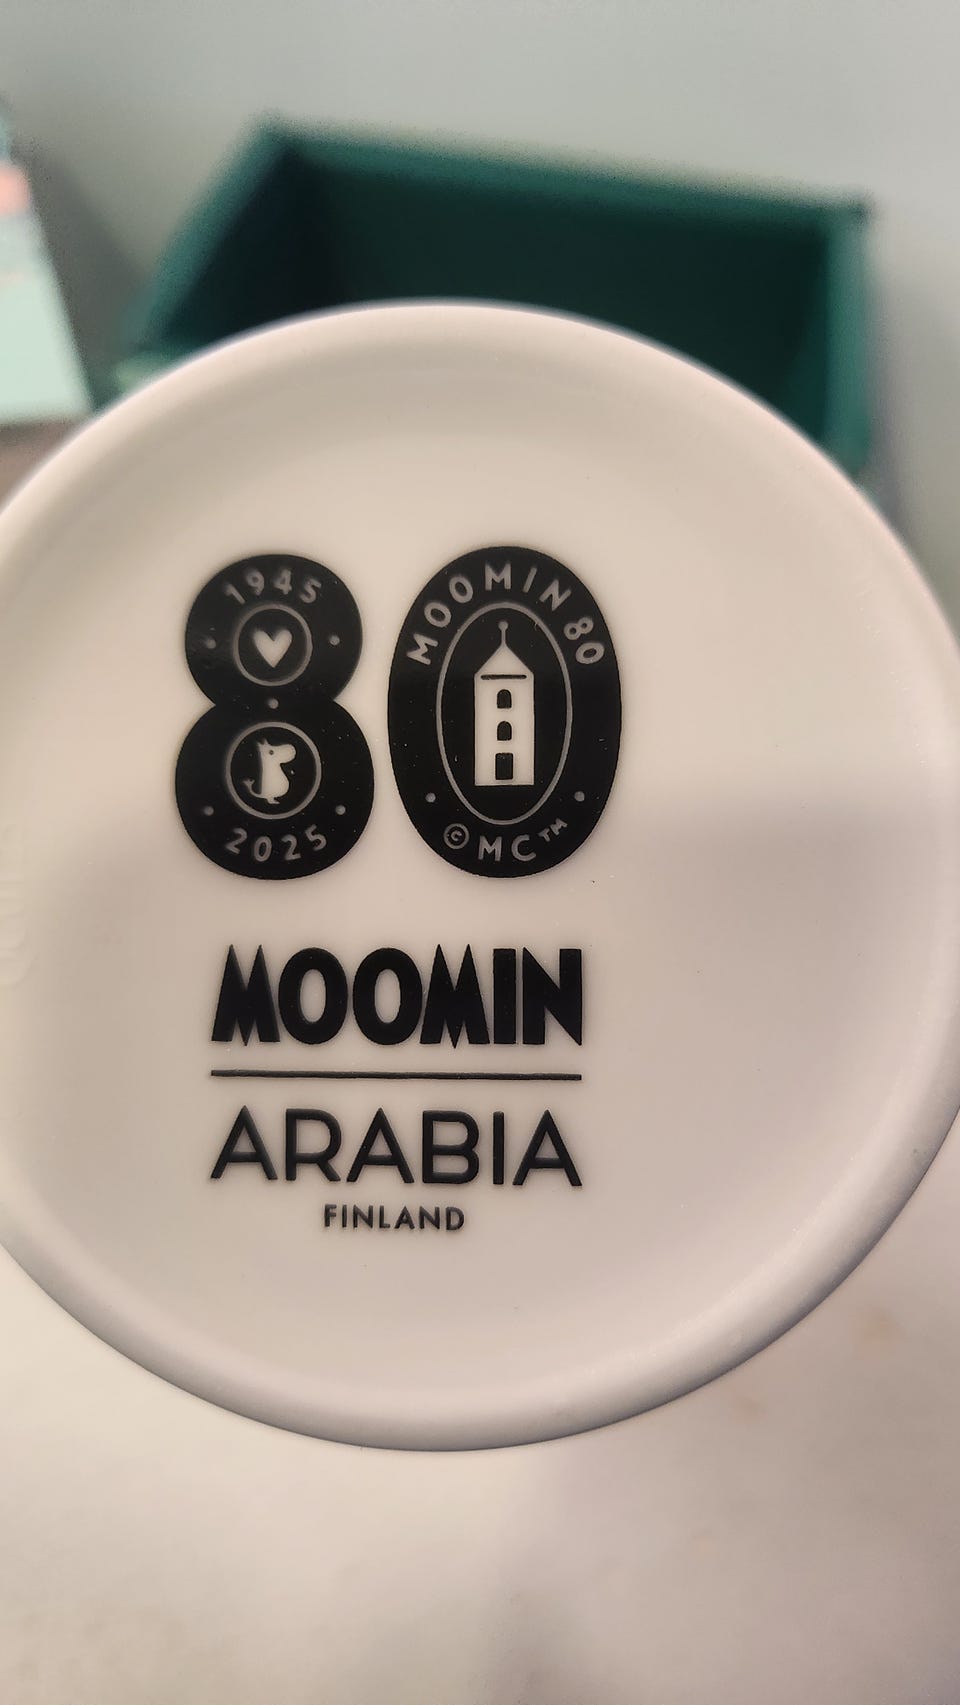 1945
2025
MOOMIN 80
©MC™
MOOMIN
ARABIA
FINLAND